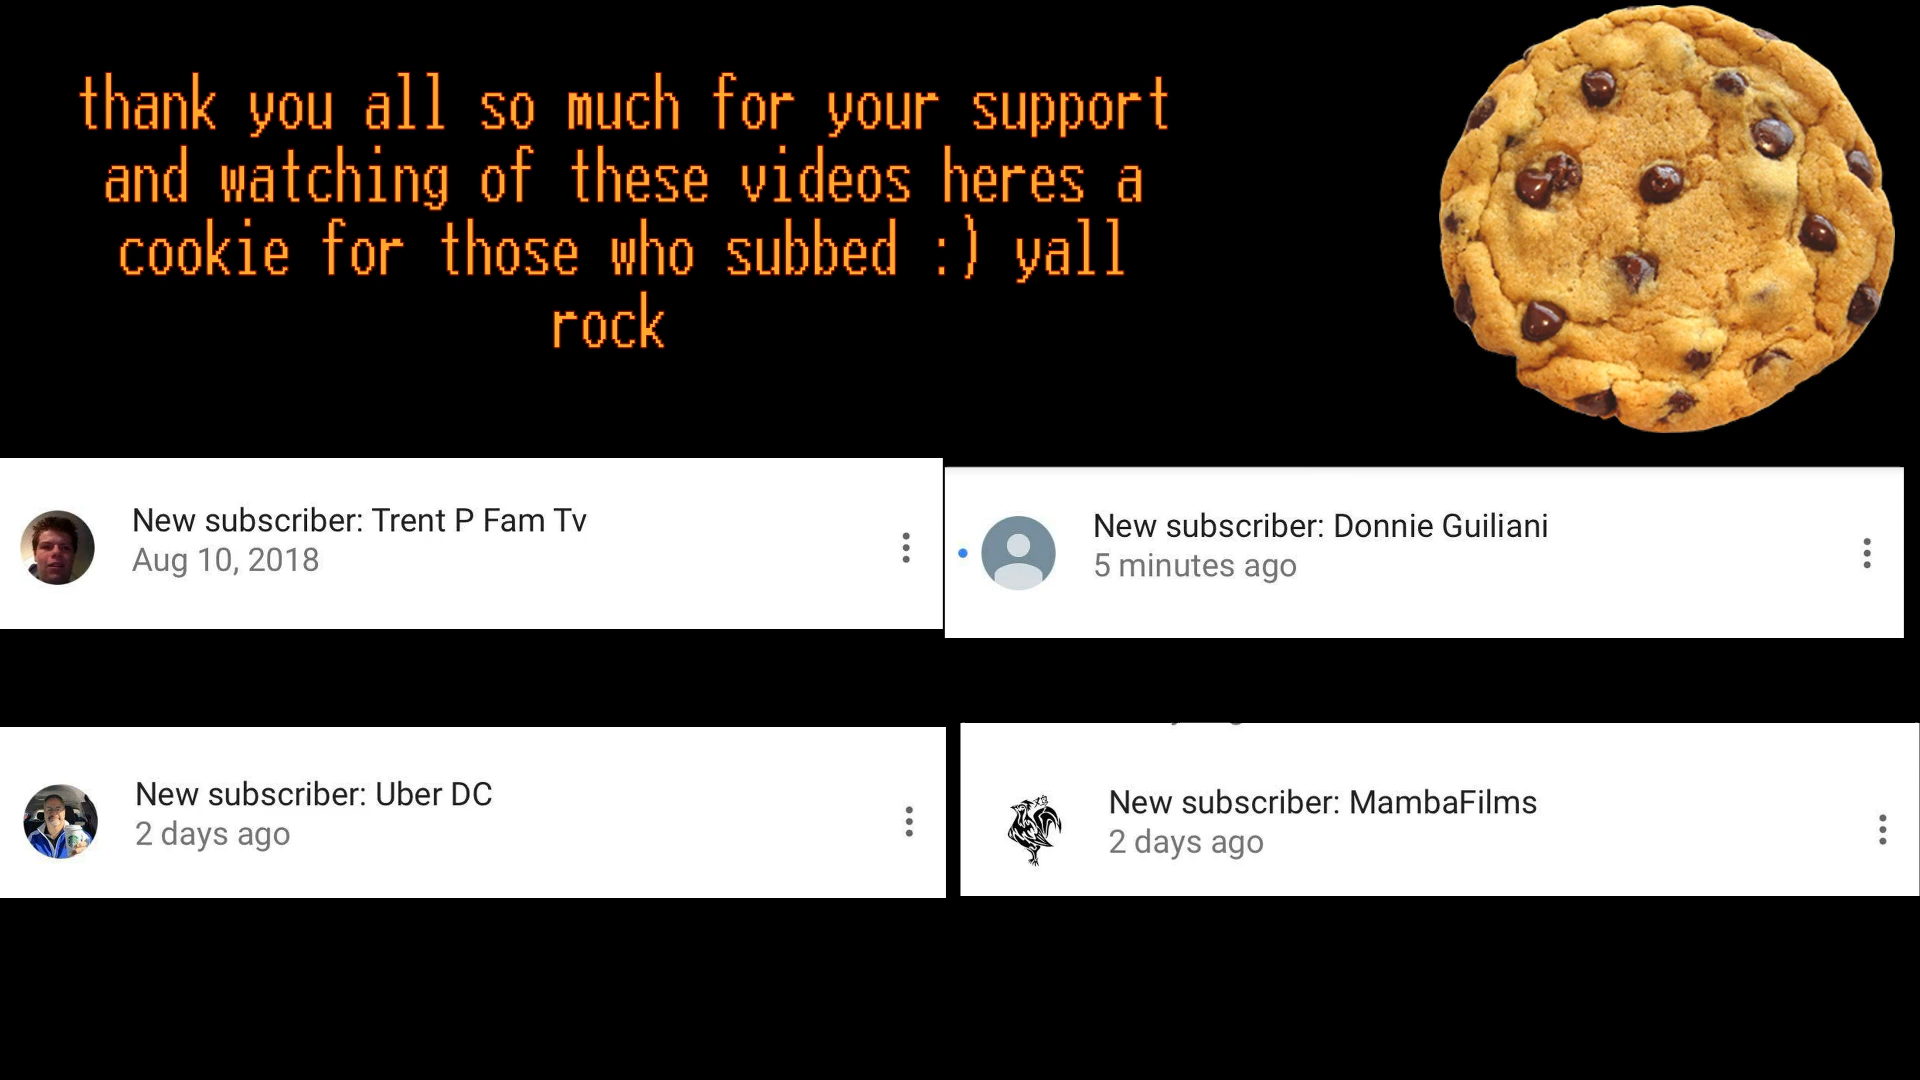 thank you all so much for your support
and watching of these videos heres a
cookie for those who subbed :) yall
rock
New subscriber: Trent P Fam Tv
Aug 10, 2018
New subscriber: Donnie Guiliani
5 minutes ago
New subscriber: Uber DC
2 days ago
New subscriber: MambaFilms
2 days ago